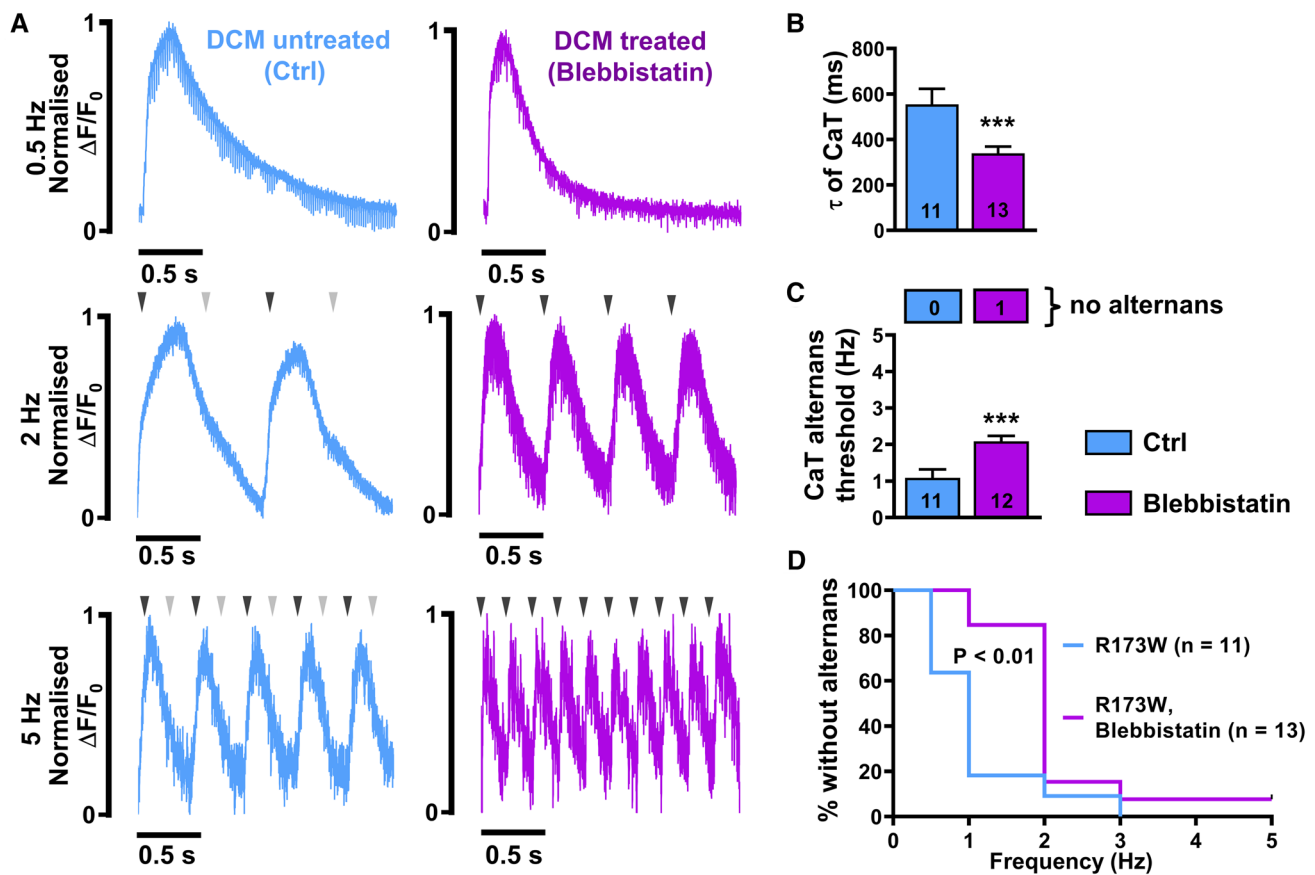 A
0.5 Hz
Normalised
ΔF/F0
1
0
DCM untreated
(Ctrl)
0.5 s
1
0
DCM treated
(Blebbistatin)
0.5 s
2 Hz
Normalised
ΔF/F0
1
0
0.5 s
1
0
0.5 s
5 Hz
Normalised
ΔF/F0
1
0
0.5 s
1
0
0.5 s
B
τ of CaT (ms)
800
600
400
200
0
***
11
13
C
0
1
no alternans
CaT alternans
threshold (Hz)
5
4
3
2
1
0
***
11
12
Ctrl
Blebbistatin
D
% without alternans
100
80
60
40
20
0
P < 0.01
R173W (n = 11)
R173W,
Blebbistatin (n = 13)
0
1
2
3
4
5
Frequency (Hz)